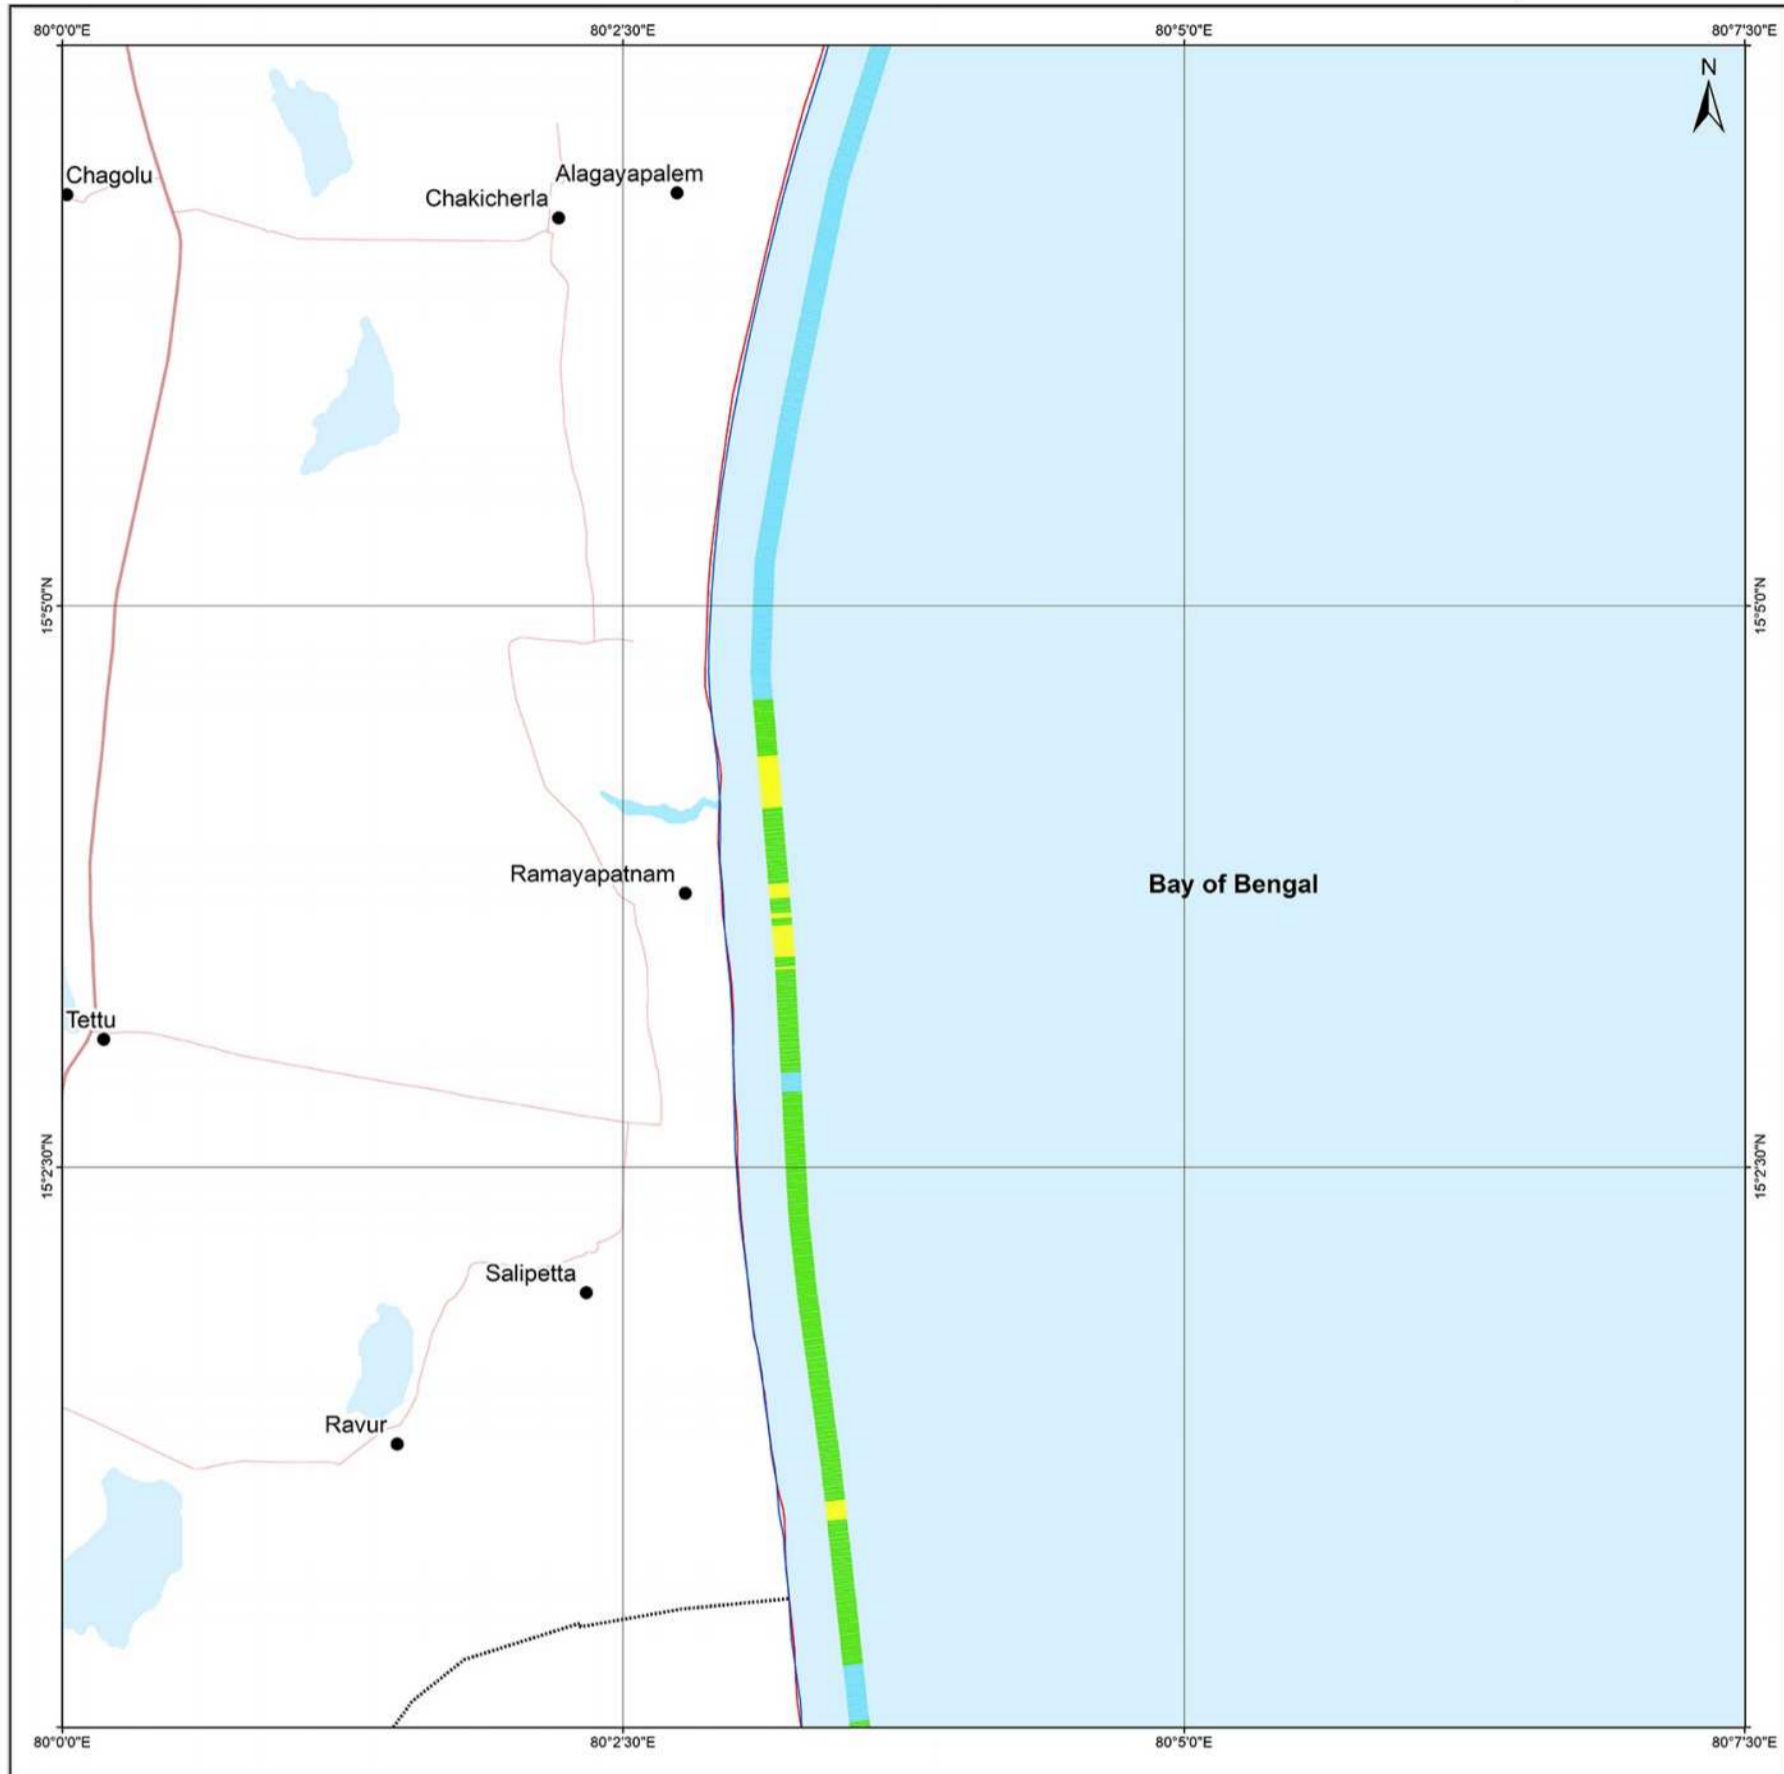 80°0'0"E 80°2'30"E 80°5'0"E 80°7'30"E
N
Chagolu
Alagayapalem
Chakicherla
15°5'0"N 15°5'0"N
Ramayapatnam
Bay of Bengal
Tettu
15°2'30"N 15°2'30"N
Salipetta
Ravur
80°0'0"E 80°2'30"E 80°5'0"E 80°7'30"E